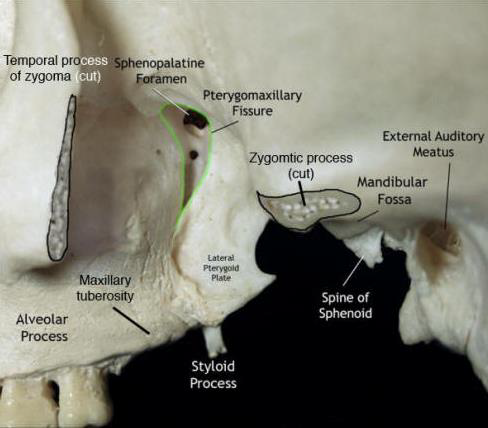 Temporal process
of zygoma (cut)
Sphenopalatine
Foramen
Pterygomaxillary
Fissure
External Auditory
Meatus
Zygomtic process
(cut)
Mandibular
Fossa
Lateral
Pterygoid
Plate
Maxillary
tuberosity
Spine of
Sphenoid
Alveolar
Process
Styloid
Process